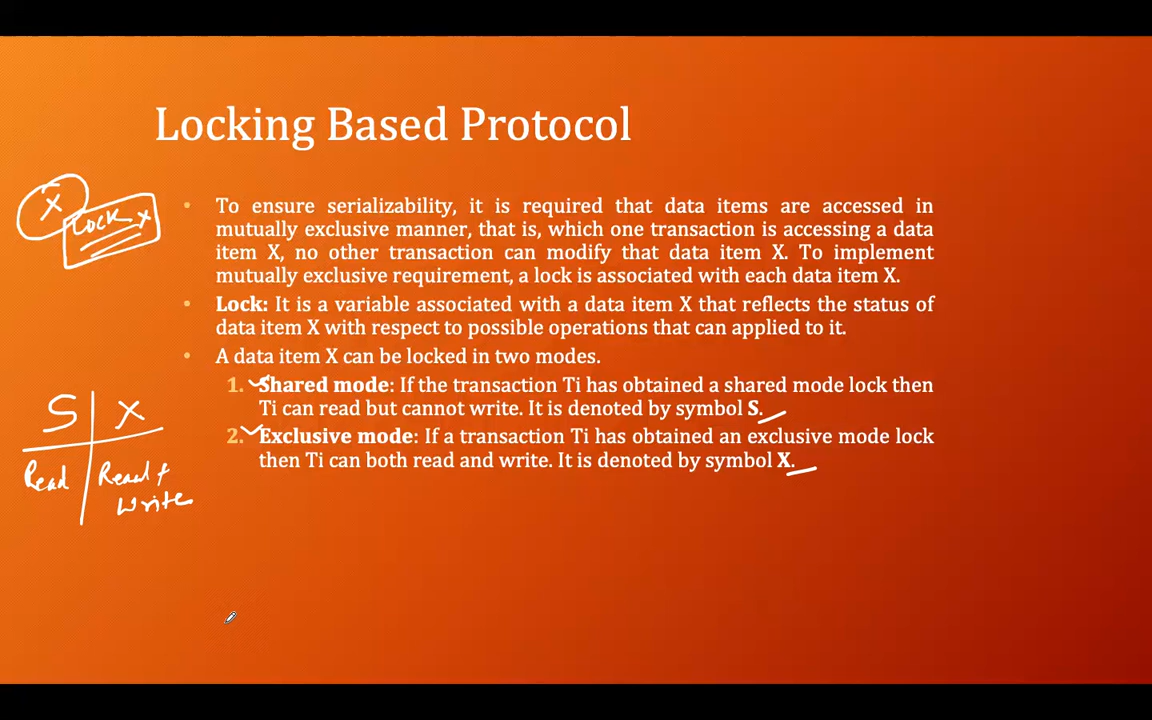 Locking Based Protocol
X
Lock X
• To ensure serializability, it is required that data items are accessed in
mutually exclusive manner, that is, which one transaction is accessing a data
item X, no other transaction can modify that data item X. To implement
mutually exclusive requirement, a lock is associated with each data item X.
• Lock: It is a variable associated with a data item X that reflects the status of
data item X with respect to possible operations that can applied to it.
• A data item X can be locked in two modes.
1. Shared mode: If the transaction Ti has obtained a shared mode lock then
Ti can read but cannot write. It is denoted by symbol S.
2. Exclusive mode: If a transaction Ti has obtained an exclusive mode lock
then Ti can both read and write. It is denoted by symbol X.
S X
Read Read +
Write